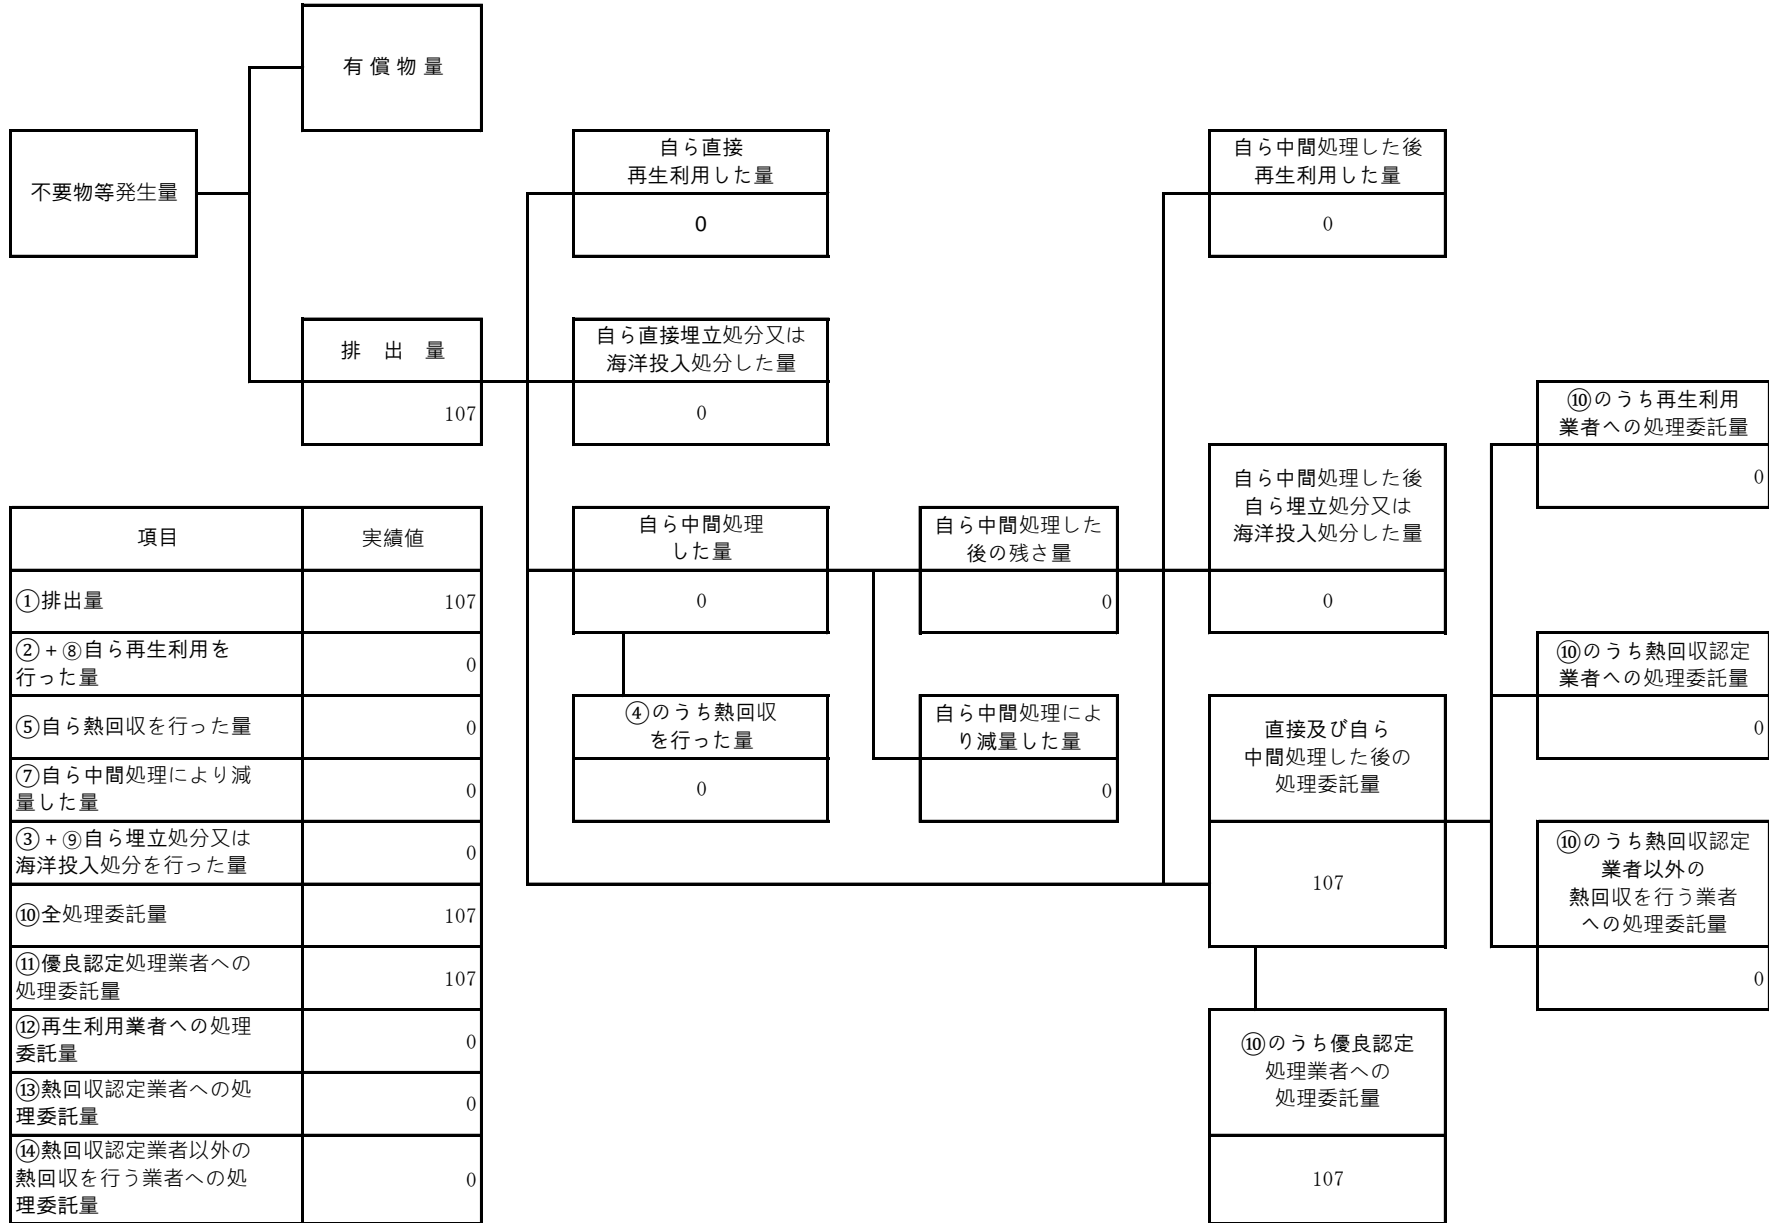 有 償 物 量
不要物等発生量
自ら直接
再生利用した量
0
自ら中間処理した後
再生利用した量
0
排 出 量
107
自ら直接埋立処分又は
海洋投入処分した量
0
⑩のうち再生利用
業者への処理委託量
0
自ら中間処理した後
自ら埋立処分又は
海洋投入処分した量
0
自ら中間処理
した量
0
自ら中間処理した
後の残さ量
0
⑩のうち熱回収認定
業者への処理委託量
0
④のうち熱回収
を行った量
0
自ら中間処理によ
り減量した量
0
直接及び自ら
中間処理した後の
処理委託量
107
⑩のうち熱回収認定
業者以外の
熱回収を行う業者
への処理委託量
0
⑩のうち優良認定
処理業者への
処理委託量
107
項目 実績値
①排出量 107
②+⑧自ら再生利用を
行った量 0
⑤自ら熱回収を行った量 0
⑦自ら中間処理により減
量した量 0
③+⑨自ら埋立処分又は
海洋投入処分を行った量 0
⑩全処理委託量 107
⑪優良認定処理業者への
処理委託量 107
⑫再生利用業者への処理
委託量 0
⑬熱回収認定業者への処
理委託量 0
⑭熱回収認定業者以外の
熱回収を行う業者への処
理委託量 0